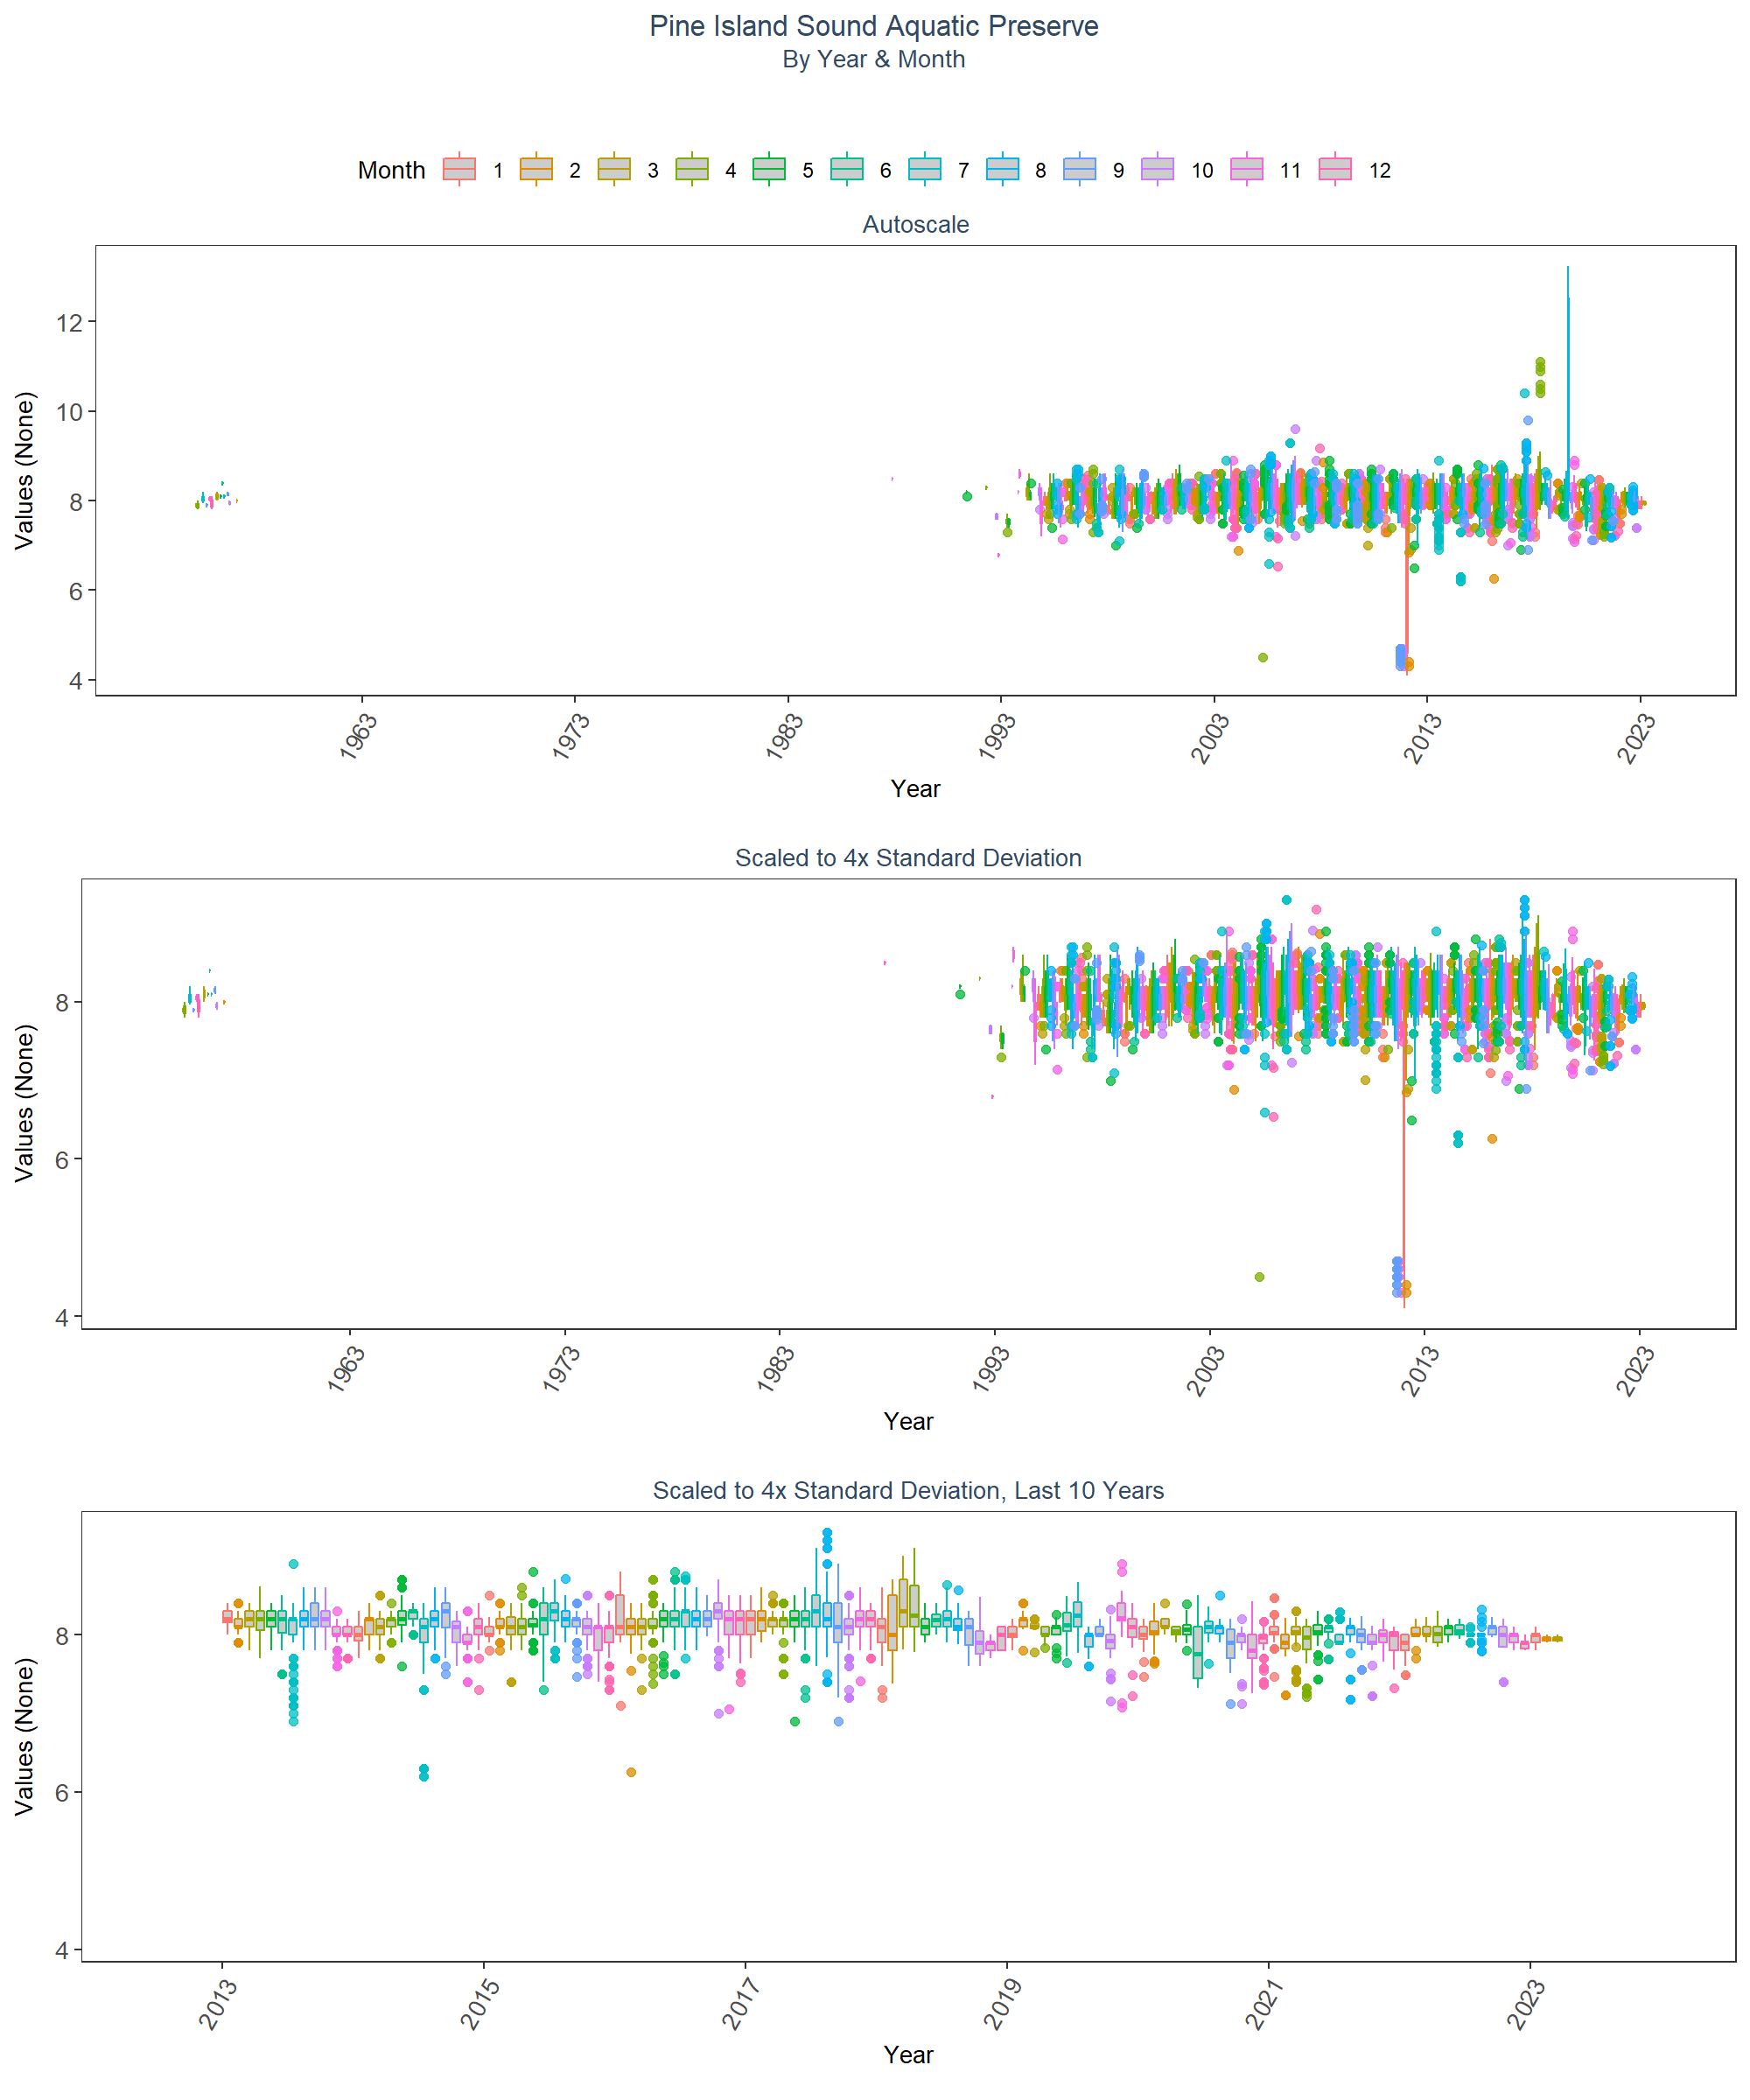 Pine Island Sound Aquatic Preserve
By Year & Month
Month 1 2 3 4 5 6 7 8 9 10 11 12
Autoscale
Values (None)
12
10
8
6
4
1963 1973 1983 1993 2003 2013 2023
Year
Scaled to 4x Standard Deviation
Values (None)
8
6
4
1963 1973 1983 1993 2003 2013 2023
Year
Scaled to 4x Standard Deviation, Last 10 Years
Values (None)
8
6
4
2013 2015 2017 2019 2021 2023
Year